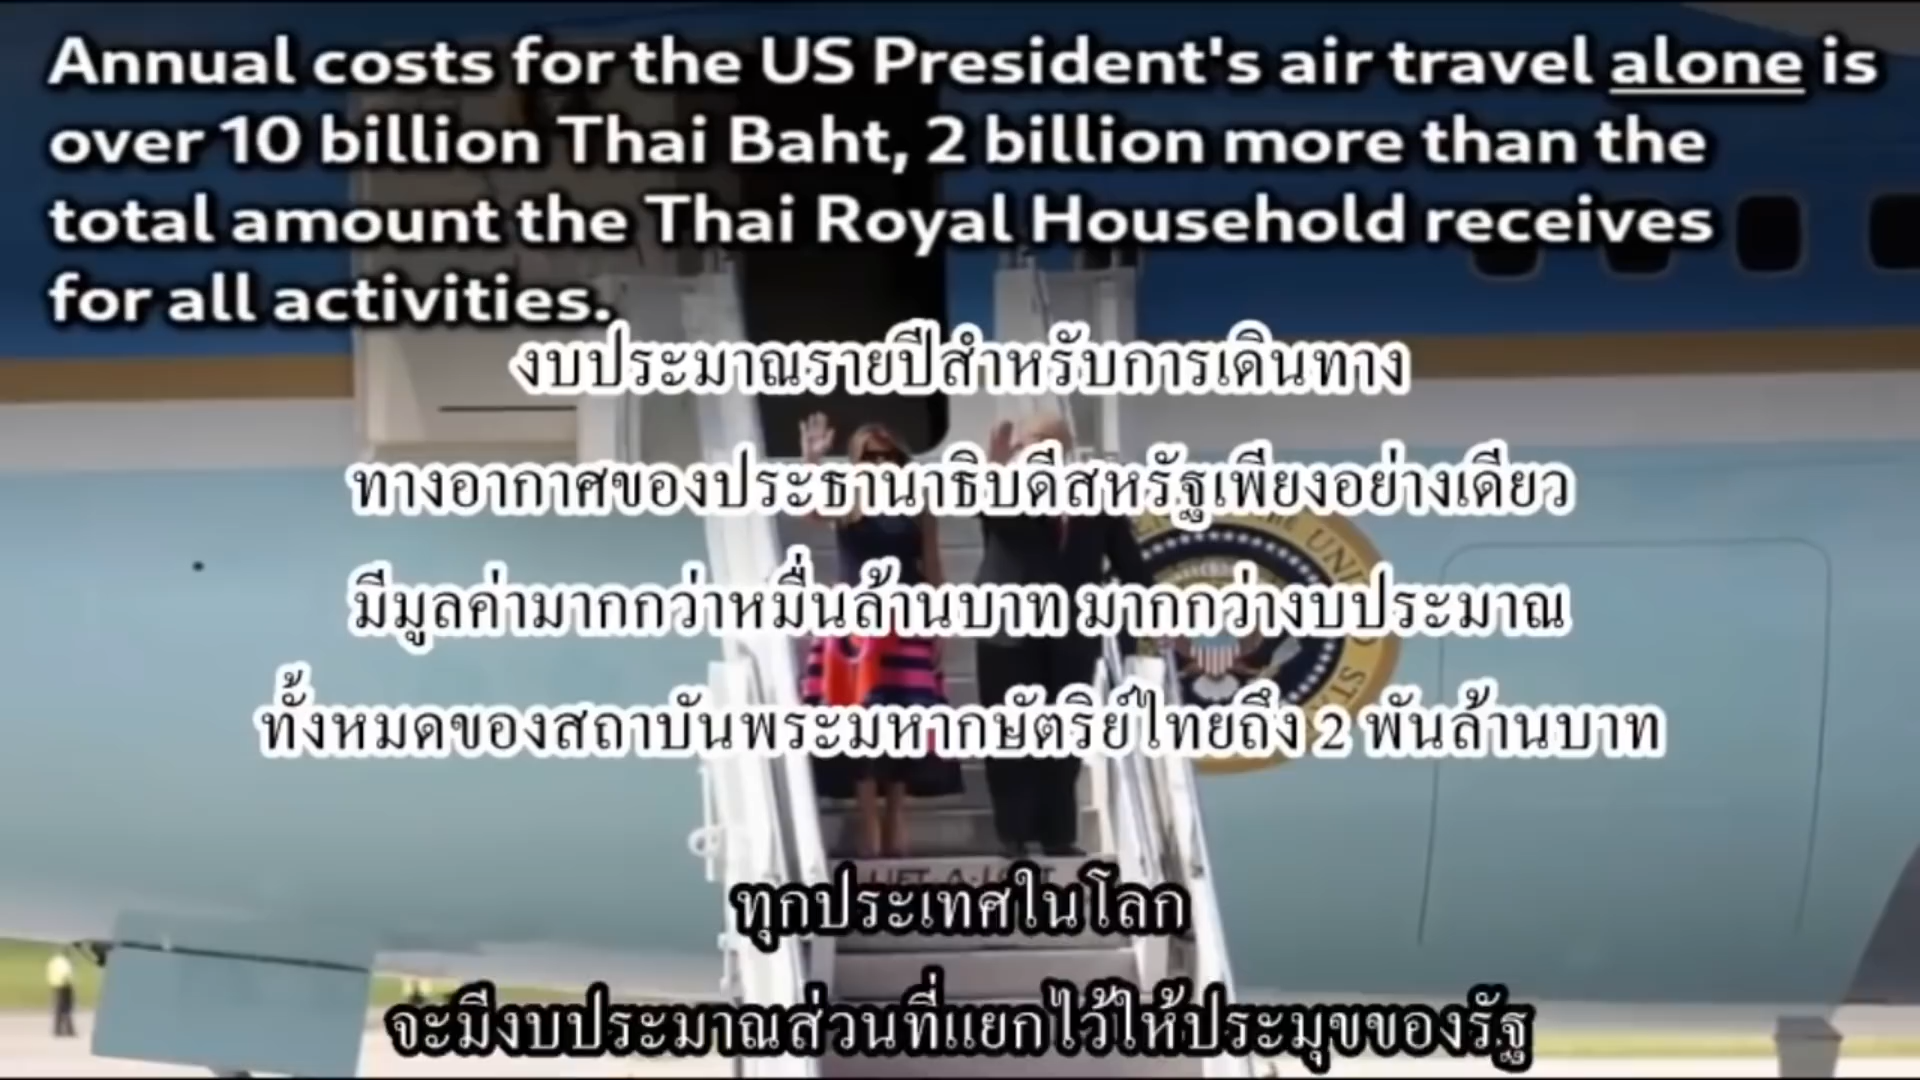 Annual costs for the US President's air travel alone is
over 10 billion Thai Baht, 2 billion more than the
total amount the Thai Royal Household receives
for all activities.
งบประมาณรายปีสำหรับการเดินทาง
ทางอากาศของประธานาธิบดีสหรัฐเพียงอย่างเดียว
มีมูลค่ามากกว่าหมื่นล้านบาท มากกว่างบประมาณ
ทั้งหมดของสถาบันพระมหากษัตริย์ไทยถึง 2 พันล้านบาท
ทุกประเทศในโลก
จะมีงบประมาณส่วนที่แยกไว้ให้ประมุขของรัฐ